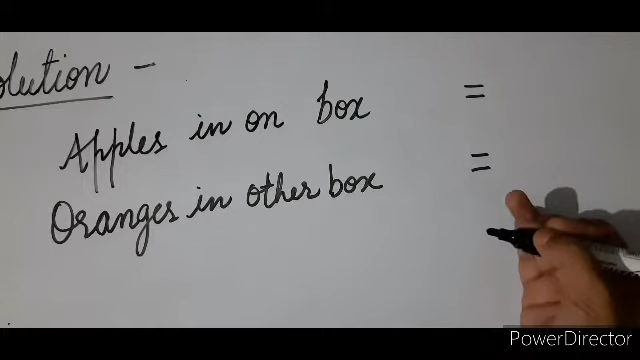 olution -
Apples in on box =
Oranges in other box =
PowerDirector